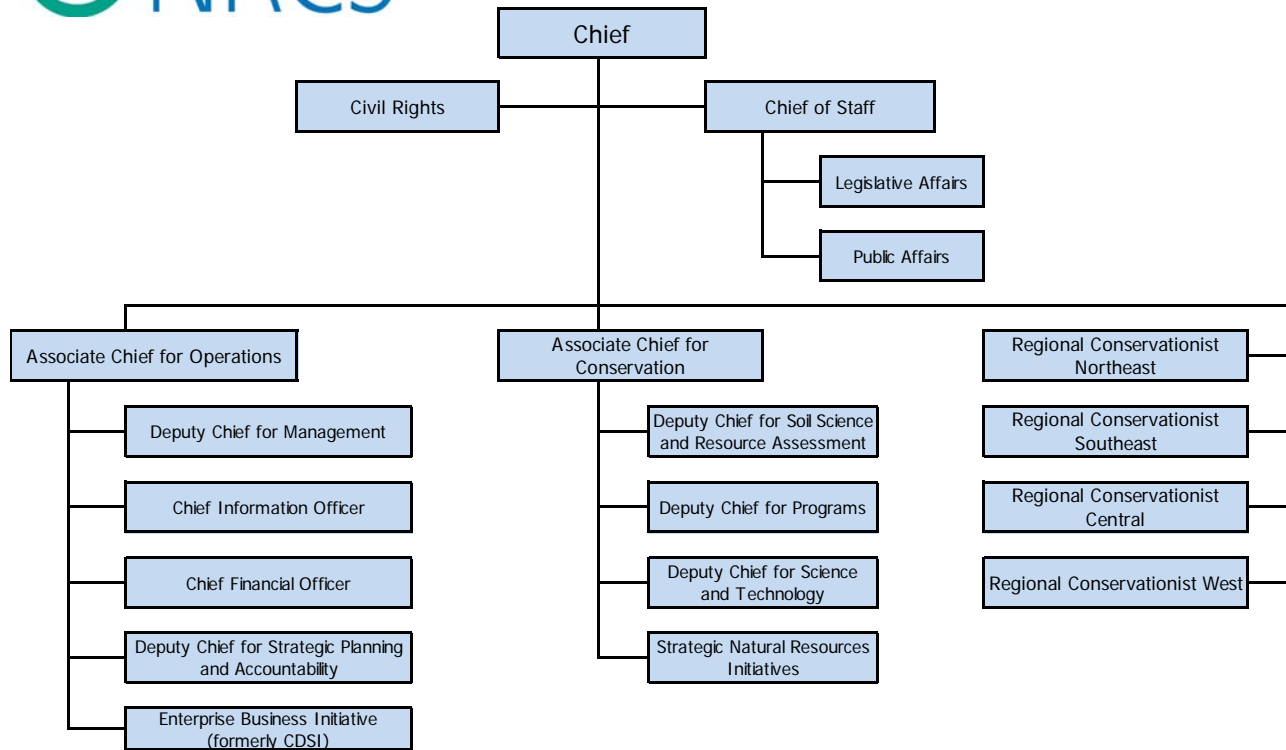 NRCS
Chief
Civil Rights
Chief of Staff
Legislative Affairs
Public Affairs
Associate Chief for Operations
Deputy Chief for Management
Chief Information Officer
Chief Financial Officer
Deputy Chief for Strategic Planning
and Accountability
Enterprise Business Initiative
(formerly CDSI)
Associate Chief for
Conservation
Deputy Chief for Soil Science
and Resource Assessment
Deputy Chief for Programs
Deputy Chief for Science
and Technology
Strategic Natural Resources
Initiatives
Regional Conservationist
Northeast
Regional Conservationist
Southeast
Regional Conservationist
Central
Regional Conservationist West